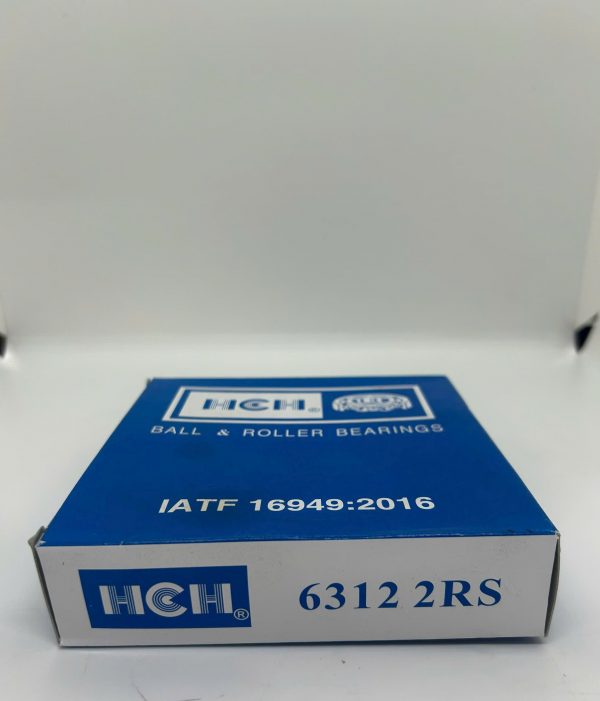 HCH®
BALL & ROLLER BEARINGS
IATF 16949:2016
HCH®
6312 2RS